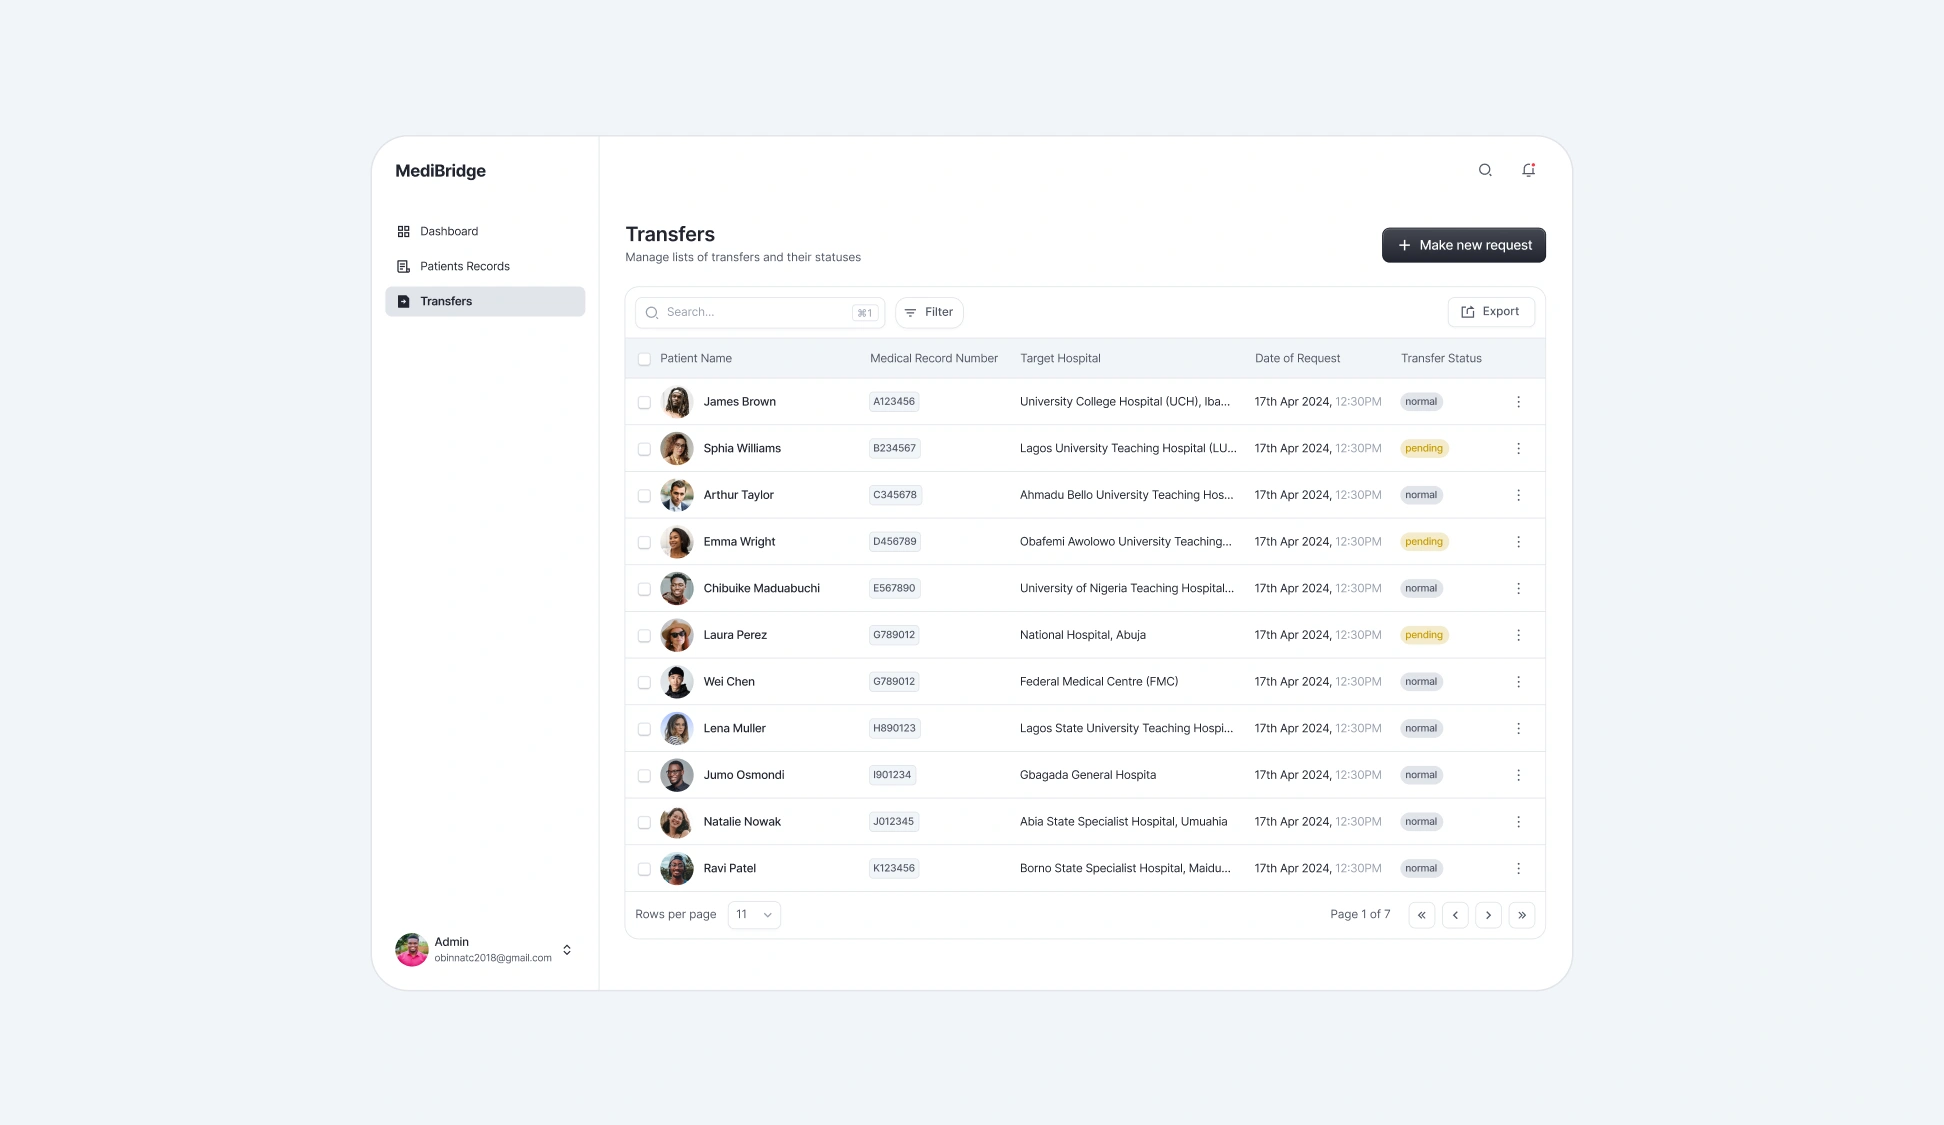 MediBridge
Dashboard
Patients Records
Transfers
Admin
obinnatc2018@gmail.com
Transfers
Manage lists of transfers and their statuses
+ Make new request
Search... ⌘1 Filter Export
Patient Name Medical Record Number Target Hospital Date of Request Transfer Status
James Brown A123456 University College Hospital (UCH), Iba... 17th Apr 2024, 12:30PM normal
Sphia Williams B234567 Lagos University Teaching Hospital (LU... 17th Apr 2024, 12:30PM pending
Arthur Taylor C345678 Ahmadu Bello University Teaching Hos... 17th Apr 2024, 12:30PM normal
Emma Wright D456789 Obafemi Awolowo University Teaching... 17th Apr 2024, 12:30PM pending
Chibuike Maduabuchi E567890 University of Nigeria Teaching Hospital... 17th Apr 2024, 12:30PM normal
Laura Perez G789012 National Hospital, Abuja 17th Apr 2024, 12:30PM pending
Wei Chen G789012 Federal Medical Centre (FMC) 17th Apr 2024, 12:30PM normal
Lena Muller H890123 Lagos State University Teaching Hospi... 17th Apr 2024, 12:30PM normal
Jumo Osmondi I901234 Gbagada General Hospita 17th Apr 2024, 12:30PM normal
Natalie Nowak J012345 Abia State Specialist Hospital, Umuahia 17th Apr 2024, 12:30PM normal
Ravi Patel K123456 Borno State Specialist Hospital, Maidu... 17th Apr 2024, 12:30PM normal
Rows per page 11 Page 1 of 7